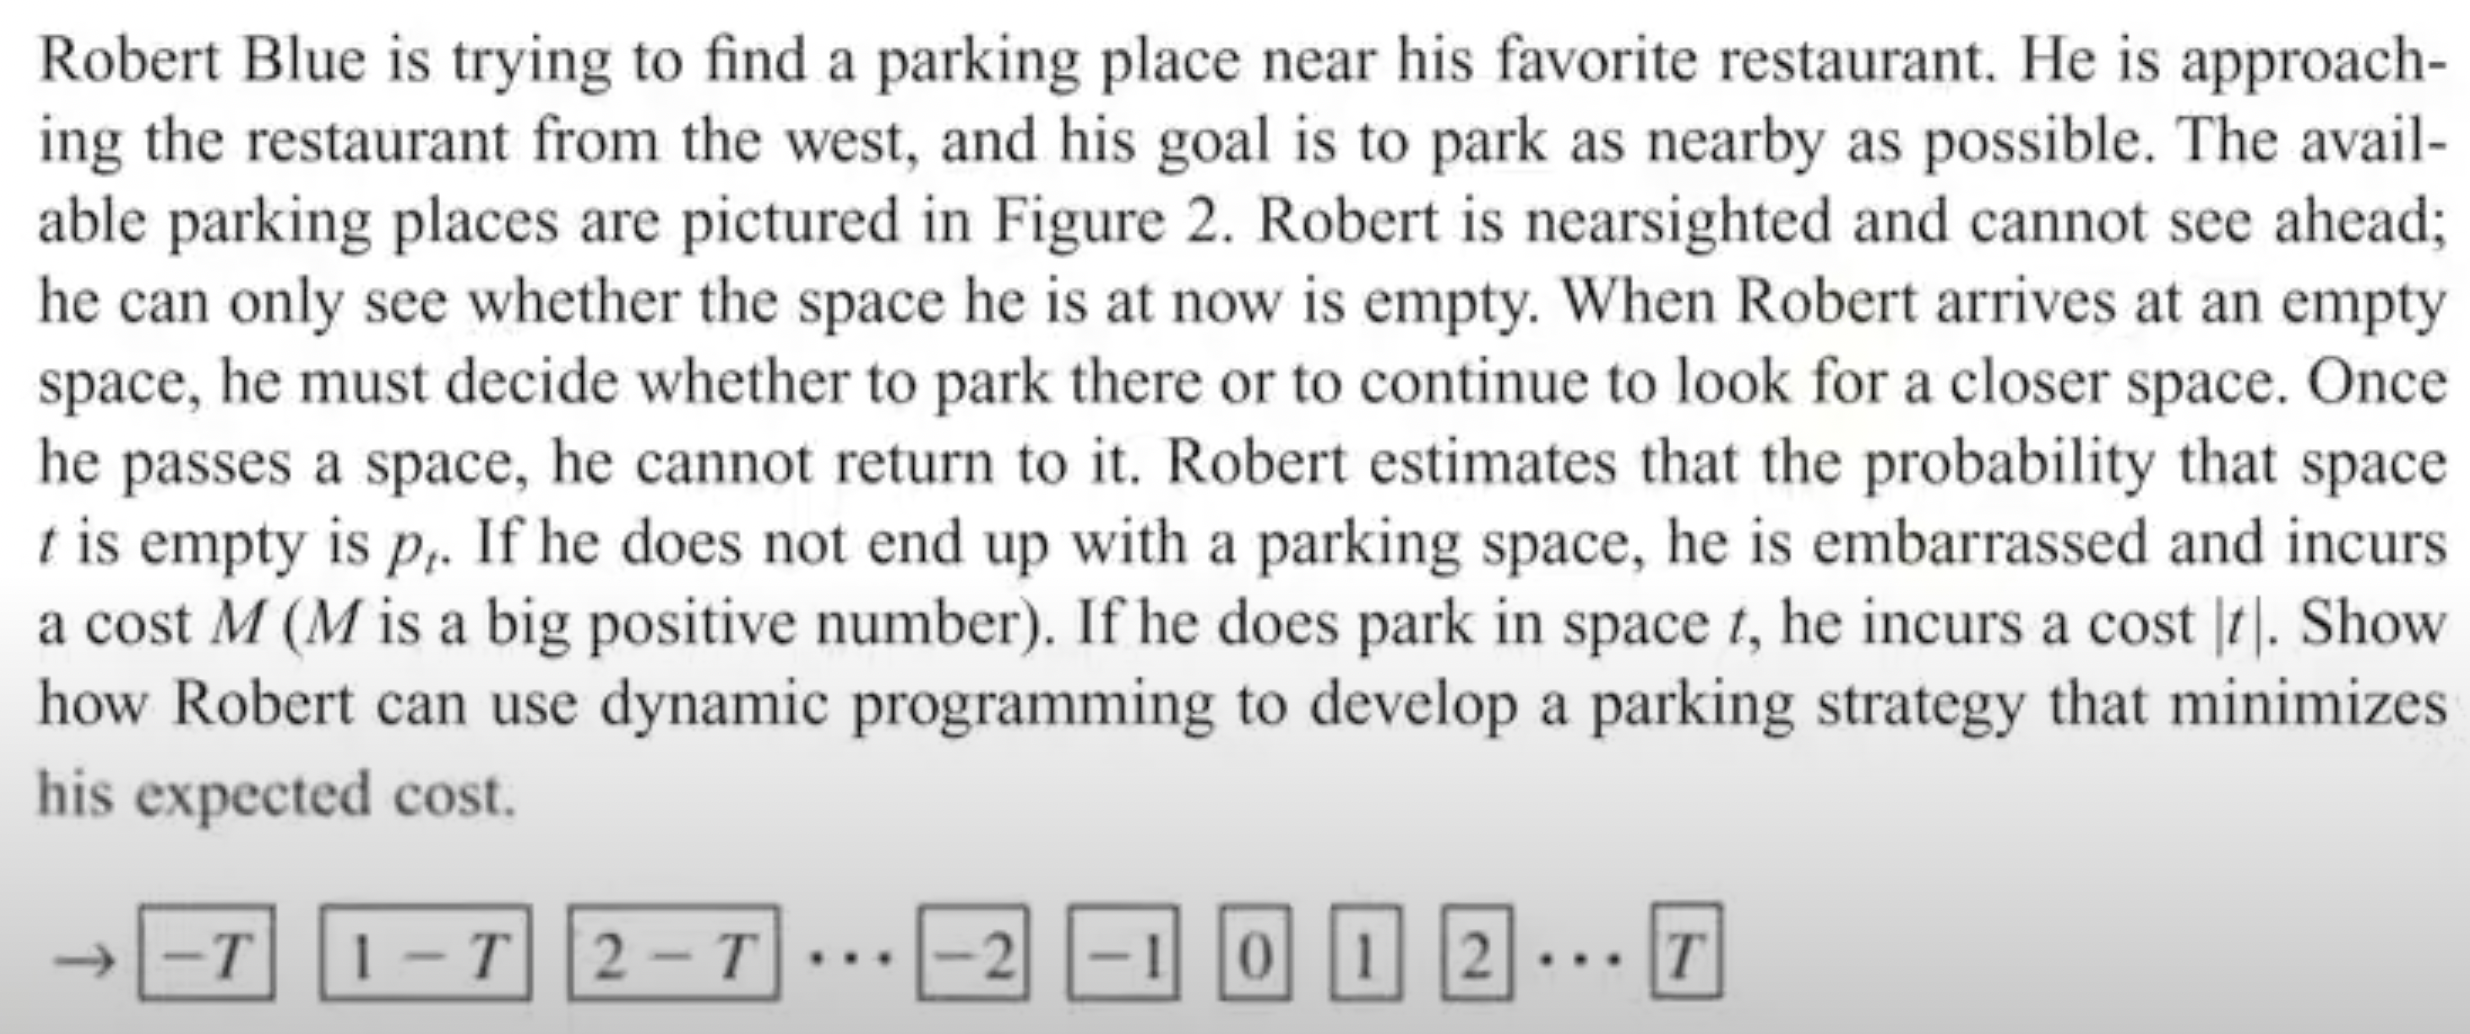 Robert Blue is trying to find a parking place near his favorite restaurant. He is approach-
ing the restaurant from the west, and his goal is to park as nearby as possible. The avail-
able parking places are pictured in Figure 2. Robert is nearsighted and cannot see ahead;
he can only see whether the space he is at now is empty. When Robert arrives at an empty
space, he must decide whether to park there or to continue to look for a closer space. Once
he passes a space, he cannot return to it. Robert estimates that the probability that space
t is empty is pₜ. If he does not end up with a parking space, he is embarrassed and incurs
a cost M (M is a big positive number). If he does park in space t, he incurs a cost |t|. Show
how Robert can use dynamic programming to develop a parking strategy that minimizes
his expected cost.
→ −T 1 − T 2 − T ··· −2 −1 0 1 2 ··· T